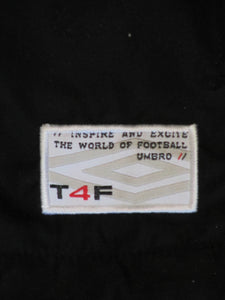 // INSPIRE AND EXCITE
THE WORLD OF FOOTBALL
UMBRO //
T4F